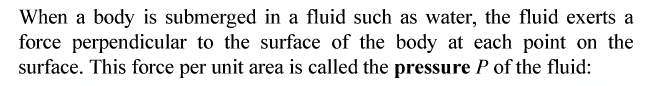 When a body is submerged in a fluid such as water, the fluid exerts a
force perpendicular to the surface of the body at each point on the
surface. This force per unit area is called the pressure P of the fluid: